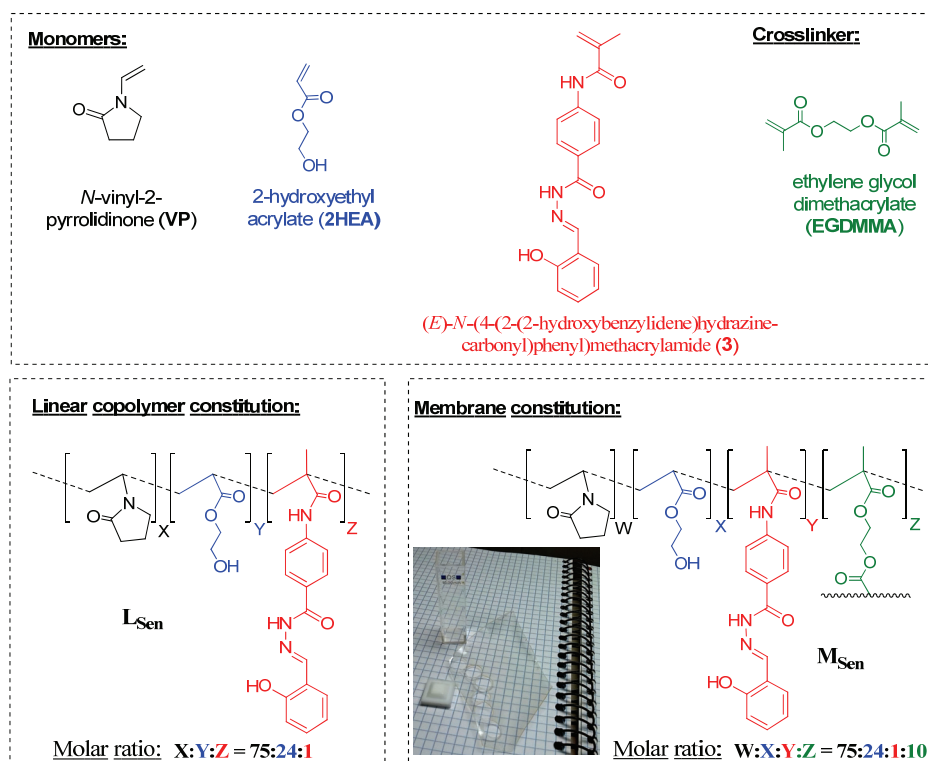 Monomers:
Crosslinker:
N
O
O
O
OH
O
NH
O
HN
N
HO
O
O
O
O
N-vinyl-2-
pyrrolidinone (VP)
2-hydroxyethyl
acrylate (2HEA)
ethylene glycol
dimethacrylate
(EGDMMA)
(E)-N-(4-(2-(2-hydroxybenzylidene)hydrazine-
carbonyl)phenyl)methacrylamide (3)
Linear copolymer constitution:
N
O
X
O
O
OH
Y
O
HN
Z
O
HN
N
HO
LSen
Molar ratio: X:Y:Z = 75:24:1
Membrane constitution:
N
O
W
O
O
OH
X
O
HN
Y
O
HN
N
HO
O
O
O
O
Z
MSen
Molar ratio: W:X:Y:Z = 75:24:1:10